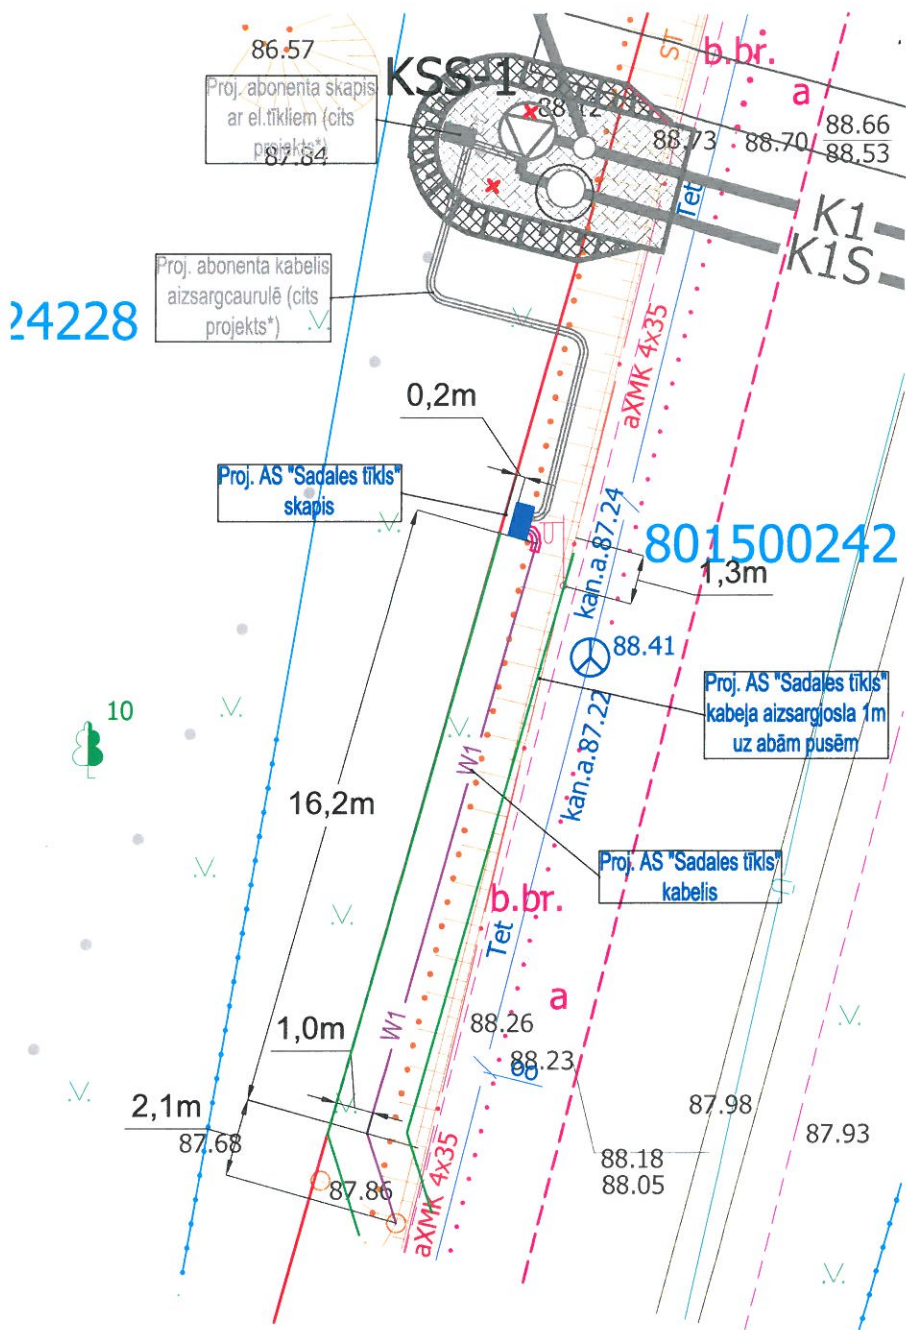 86.57
KSS-1
ST
b.br.
a
Proj. abonenta skapis
ar el.tīkliem (cits
projekts*)
87.84
88.73
88.70
88.66
88.53
Tet
K1
K1S
Proj. abonenta kabelis
aizsargcaurulē (cits
projekts*)
24228
aXMK 4x35
0,2m
Proj. AS "Sadales tīkls"
skapis
kan.a.87.24
801500242
1,3m
88.41
Proj. AS "Sadales tīkls"
kabeļa aizsargjosla 1m
uz abām pusēm
10
kan.a.87.22
W1
16,2m
Proj. AS "Sadales tīkls"
kabelis
b.br.
Tet
a
W1
1,0m
88.26
88.23
2,1m
87.68
87.98
87.93
88.18
88.05
87.86
aXMK 4x35